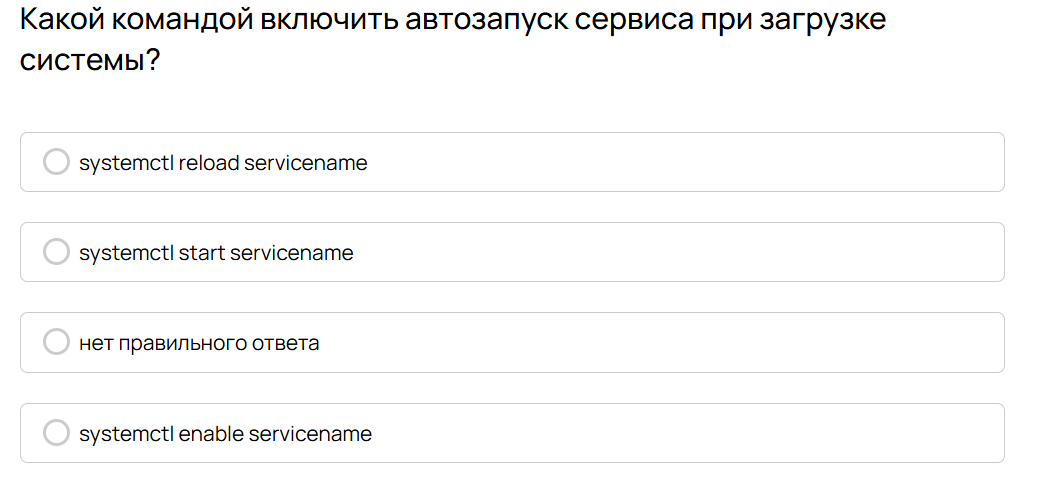 Какой командой включить автозапуск сервиса при загрузке
системы?
systemctl reload servicename
systemctl start servicename
нет правильного ответа
systemctl enable servicename